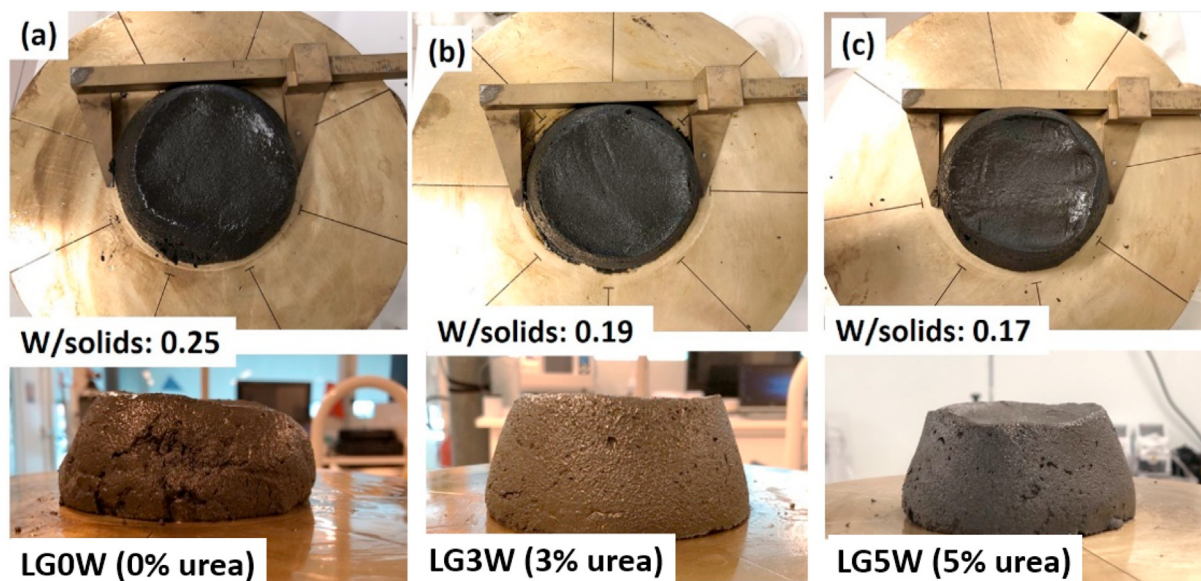 (a)
(b)
(c)
W/solids: 0.25
W/solids: 0.19
W/solids: 0.17
LG0W (0% urea)
LG3W (3% urea)
LG5W (5% urea)